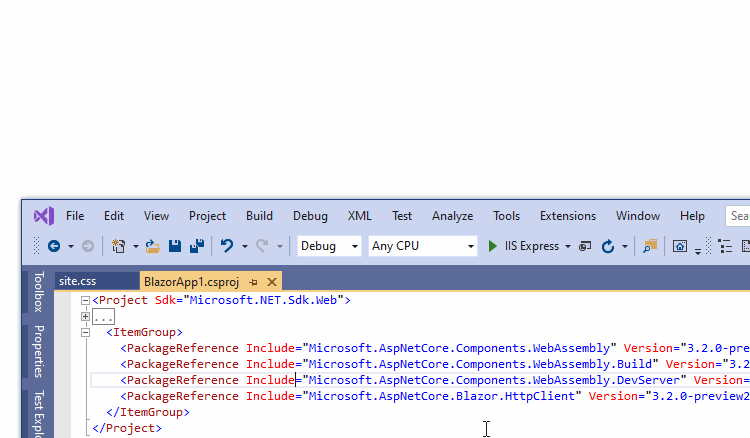 File Edit View Project Build Debug XML Test Analyze Tools Extensions Window Help Sea
Debug Any CPU IIS Express
site.css BlazorApp1.csproj
Toolbox
Properties
Test Explo
<Project Sdk="Microsoft.NET.Sdk.Web">
...
<ItemGroup>
<PackageReference Include="Microsoft.AspNetCore.Components.WebAssembly" Version="3.2.0-pre
<PackageReference Include="Microsoft.AspNetCore.Components.WebAssembly.Build" Version="3.2
<PackageReference Include="Microsoft.AspNetCore.Components.WebAssembly.DevServer" Version=
<PackageReference Include="Microsoft.AspNetCore.Blazor.HttpClient" Version="3.2.0-preview2
</ItemGroup>
</Project>